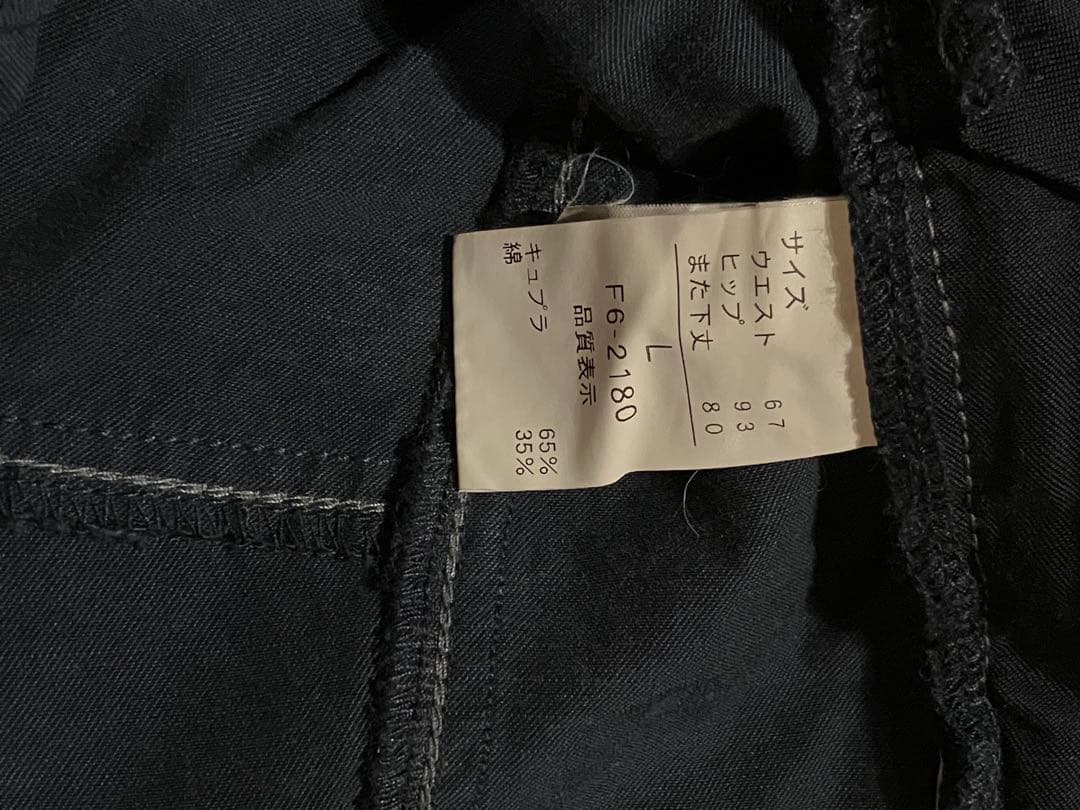 サイズ
ウエスト 67
ヒップ 93
また下丈 80
L
F6-2180
品質表示
キュプラ 65%
綿 35%